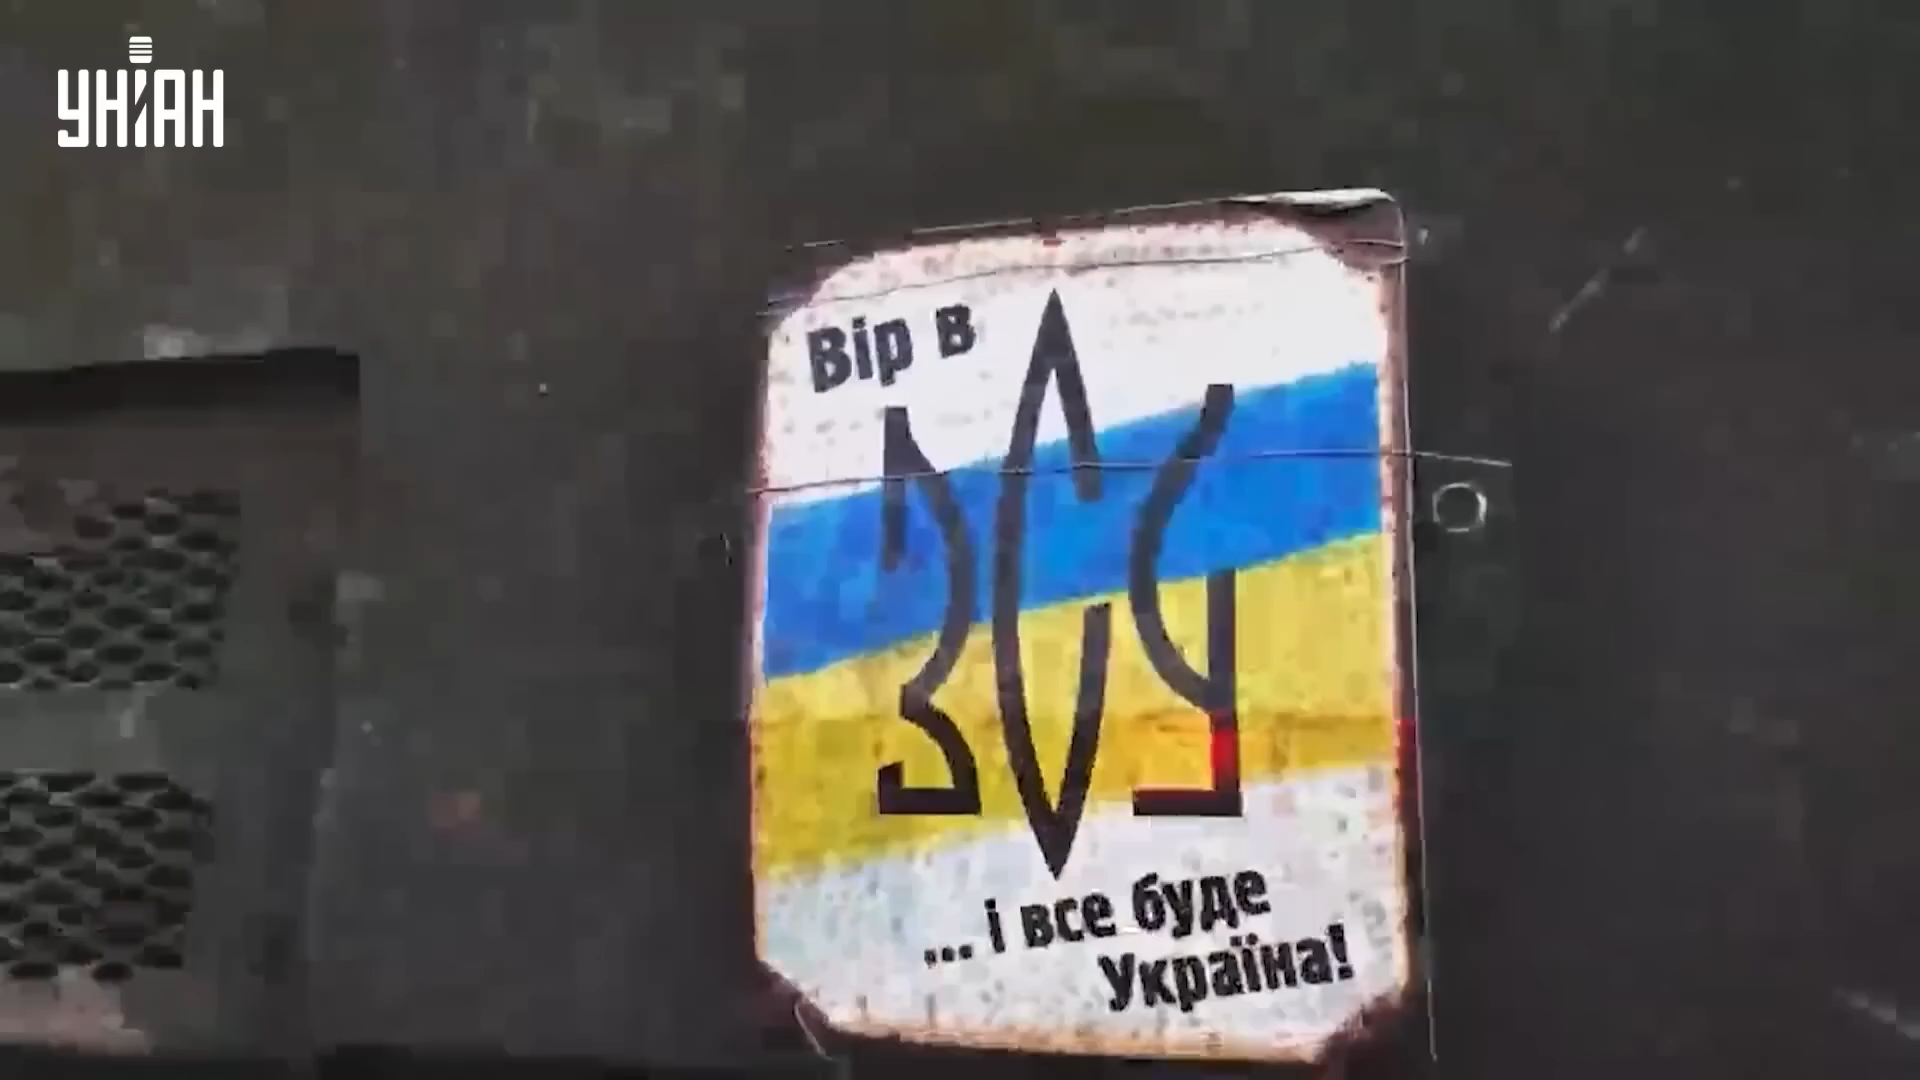 УНІАН
Вір в
ЗСУ
... і все буде
Україна!